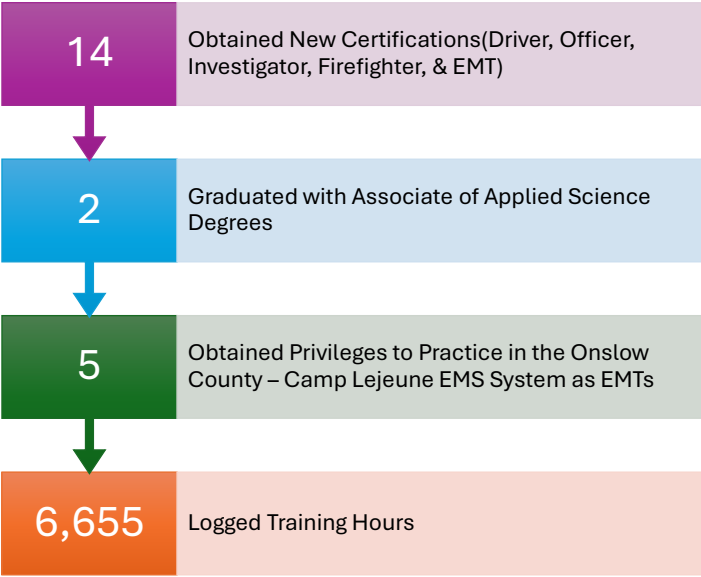 14
Obtained New Certifications(Driver, Officer,
Investigator, Firefighter, & EMT)
2
Graduated with Associate of Applied Science
Degrees
5
Obtained Privileges to Practice in the Onslow
County – Camp Lejeune EMS System as EMTs
6,655
Logged Training Hours